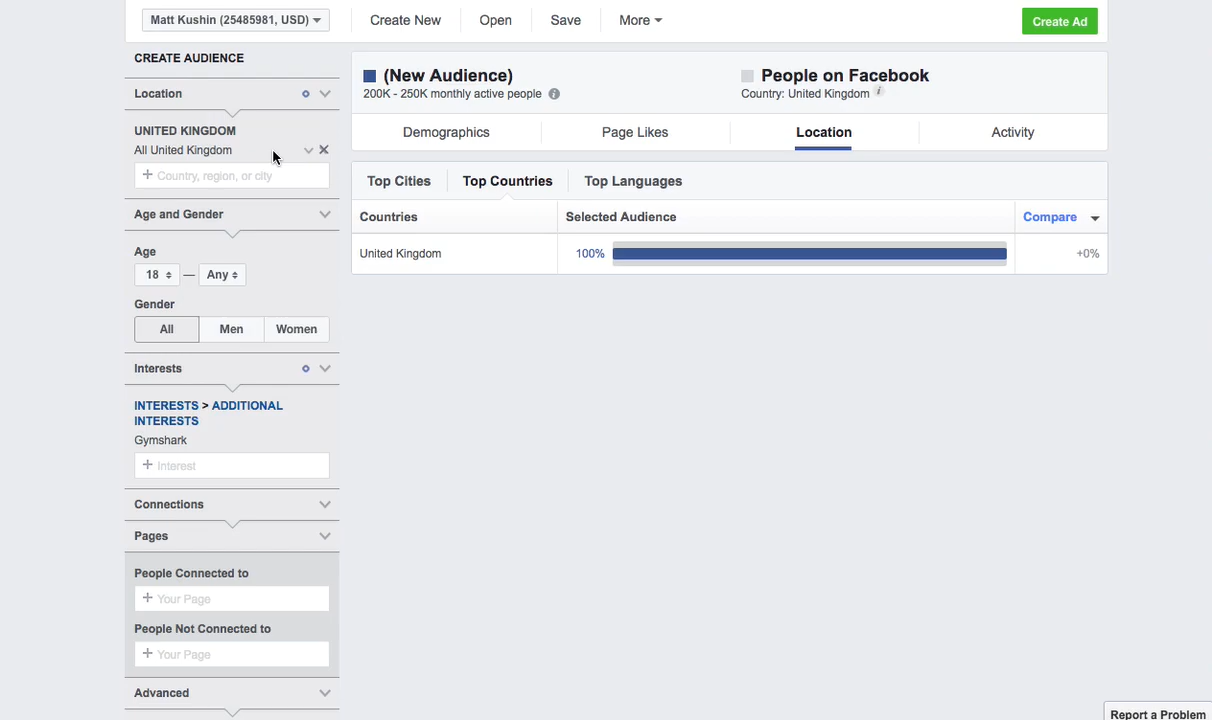 Matt Kushin (25485981, USD)
Create New
Open
Save
More
Create Ad
CREATE AUDIENCE
Location
UNITED KINGDOM
All United Kingdom
Country, region, or city
Age and Gender
Age
18 — Any
Gender
All
Men
Women
Interests
INTERESTS > ADDITIONAL
INTERESTS
Gymshark
Interest
Connections
Pages
People Connected to
Your Page
People Not Connected to
Your Page
Advanced
(New Audience)
200K - 250K monthly active people
People on Facebook
Country: United Kingdom
Demographics
Page Likes
Location
Activity
Top Cities
Top Countries
Top Languages
Countries
Selected Audience
Compare
United Kingdom
100%
+0%
Report a Problem